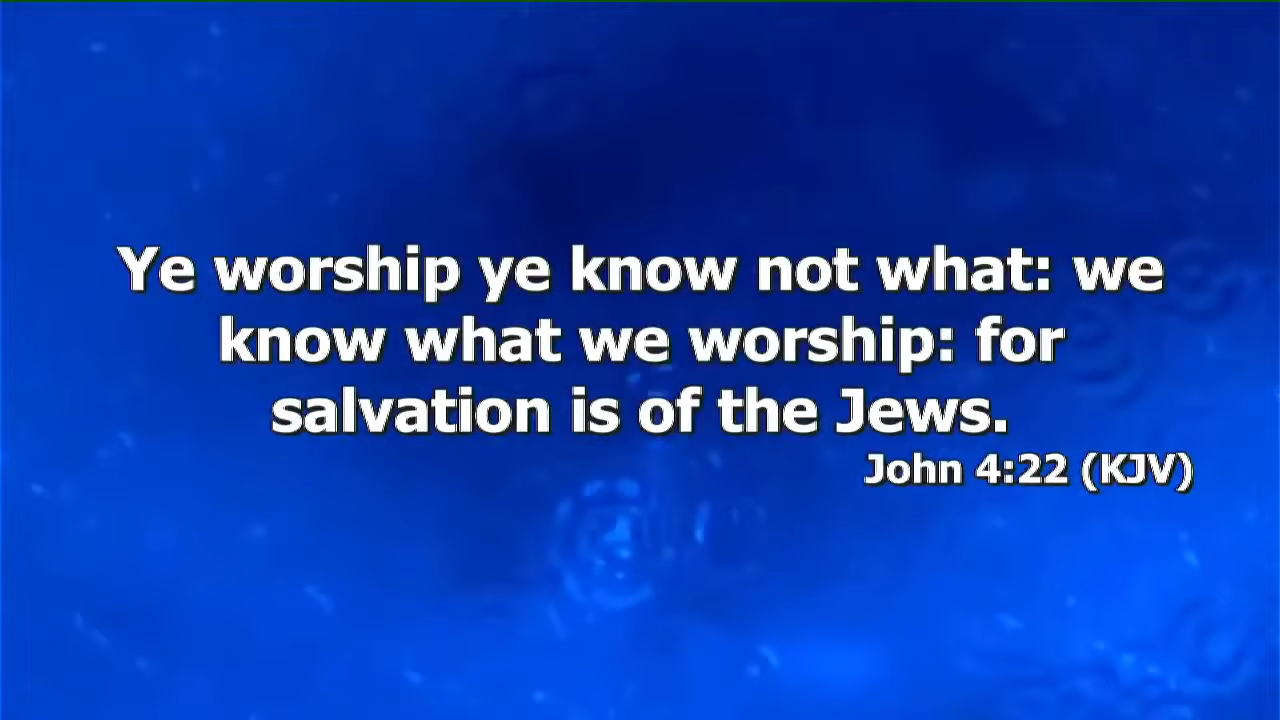 Ye worship ye know not what: we
know what we worship: for
salvation is of the Jews.
John 4:22 (KJV)